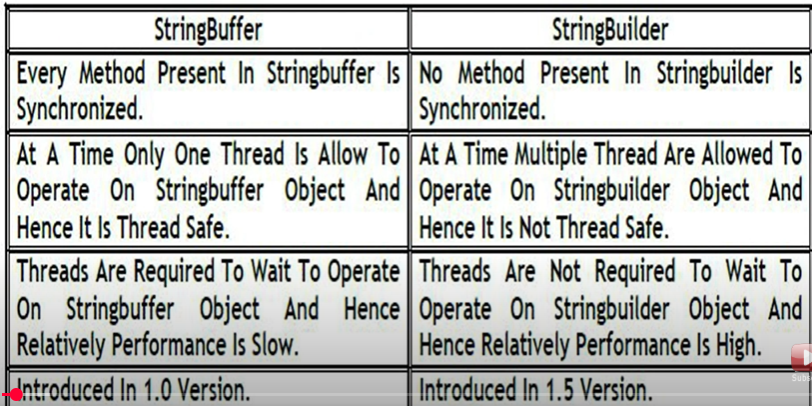 StringBuffer
StringBuilder
Every Method Present In Stringbuffer Is
Synchronized.
No Method Present In Stringbuilder Is
Synchronized.
At A Time Only One Thread Is Allow To
Operate On Stringbuffer Object And
Hence It Is Thread Safe.
At A Time Multiple Thread Are Allowed To
Operate On Stringbuilder Object And
Hence It Is Not Thread Safe.
Threads Are Required To Wait To Operate
On Stringbuffer Object And Hence
Relatively Performance Is Slow.
Threads Are Not Required To Wait To
Operate On Stringbuilder Object And
Hence Relatively Performance Is High.
Introduced In 1.0 Version.
Introduced In 1.5 Version.